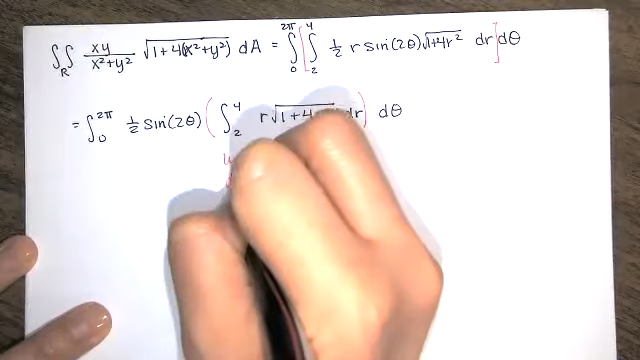 ∬_R xy/(x²+y²) √(1+4(x²+y²)) dA = ∫_0^{2π} [ ∫_2^4 ½ r sin(2θ) √(1+4r²) dr ] dθ
= ∫_0^{2π} ½ sin(2θ) ( ∫_2^4 r √(1+4 dr ) dθ
u